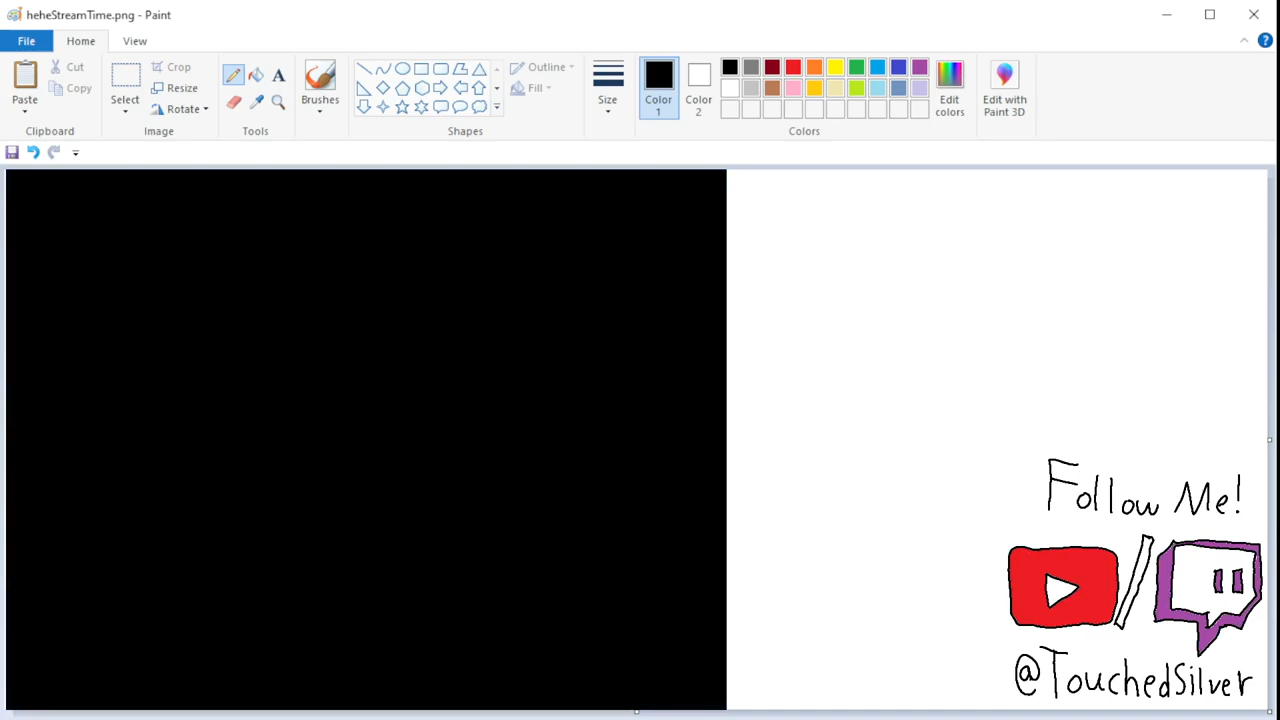 heheStreamTime.png - Paint
File Home View
Paste
Cut
Copy
Clipboard
Select
Crop
Resize
Rotate
Image
A
Tools
Brushes
Shapes
Outline
Fill
Size
Color 1
Color 2
Colors
Edit colors
Edit with Paint 3D
?
Follow Me!
@TouchedSilver